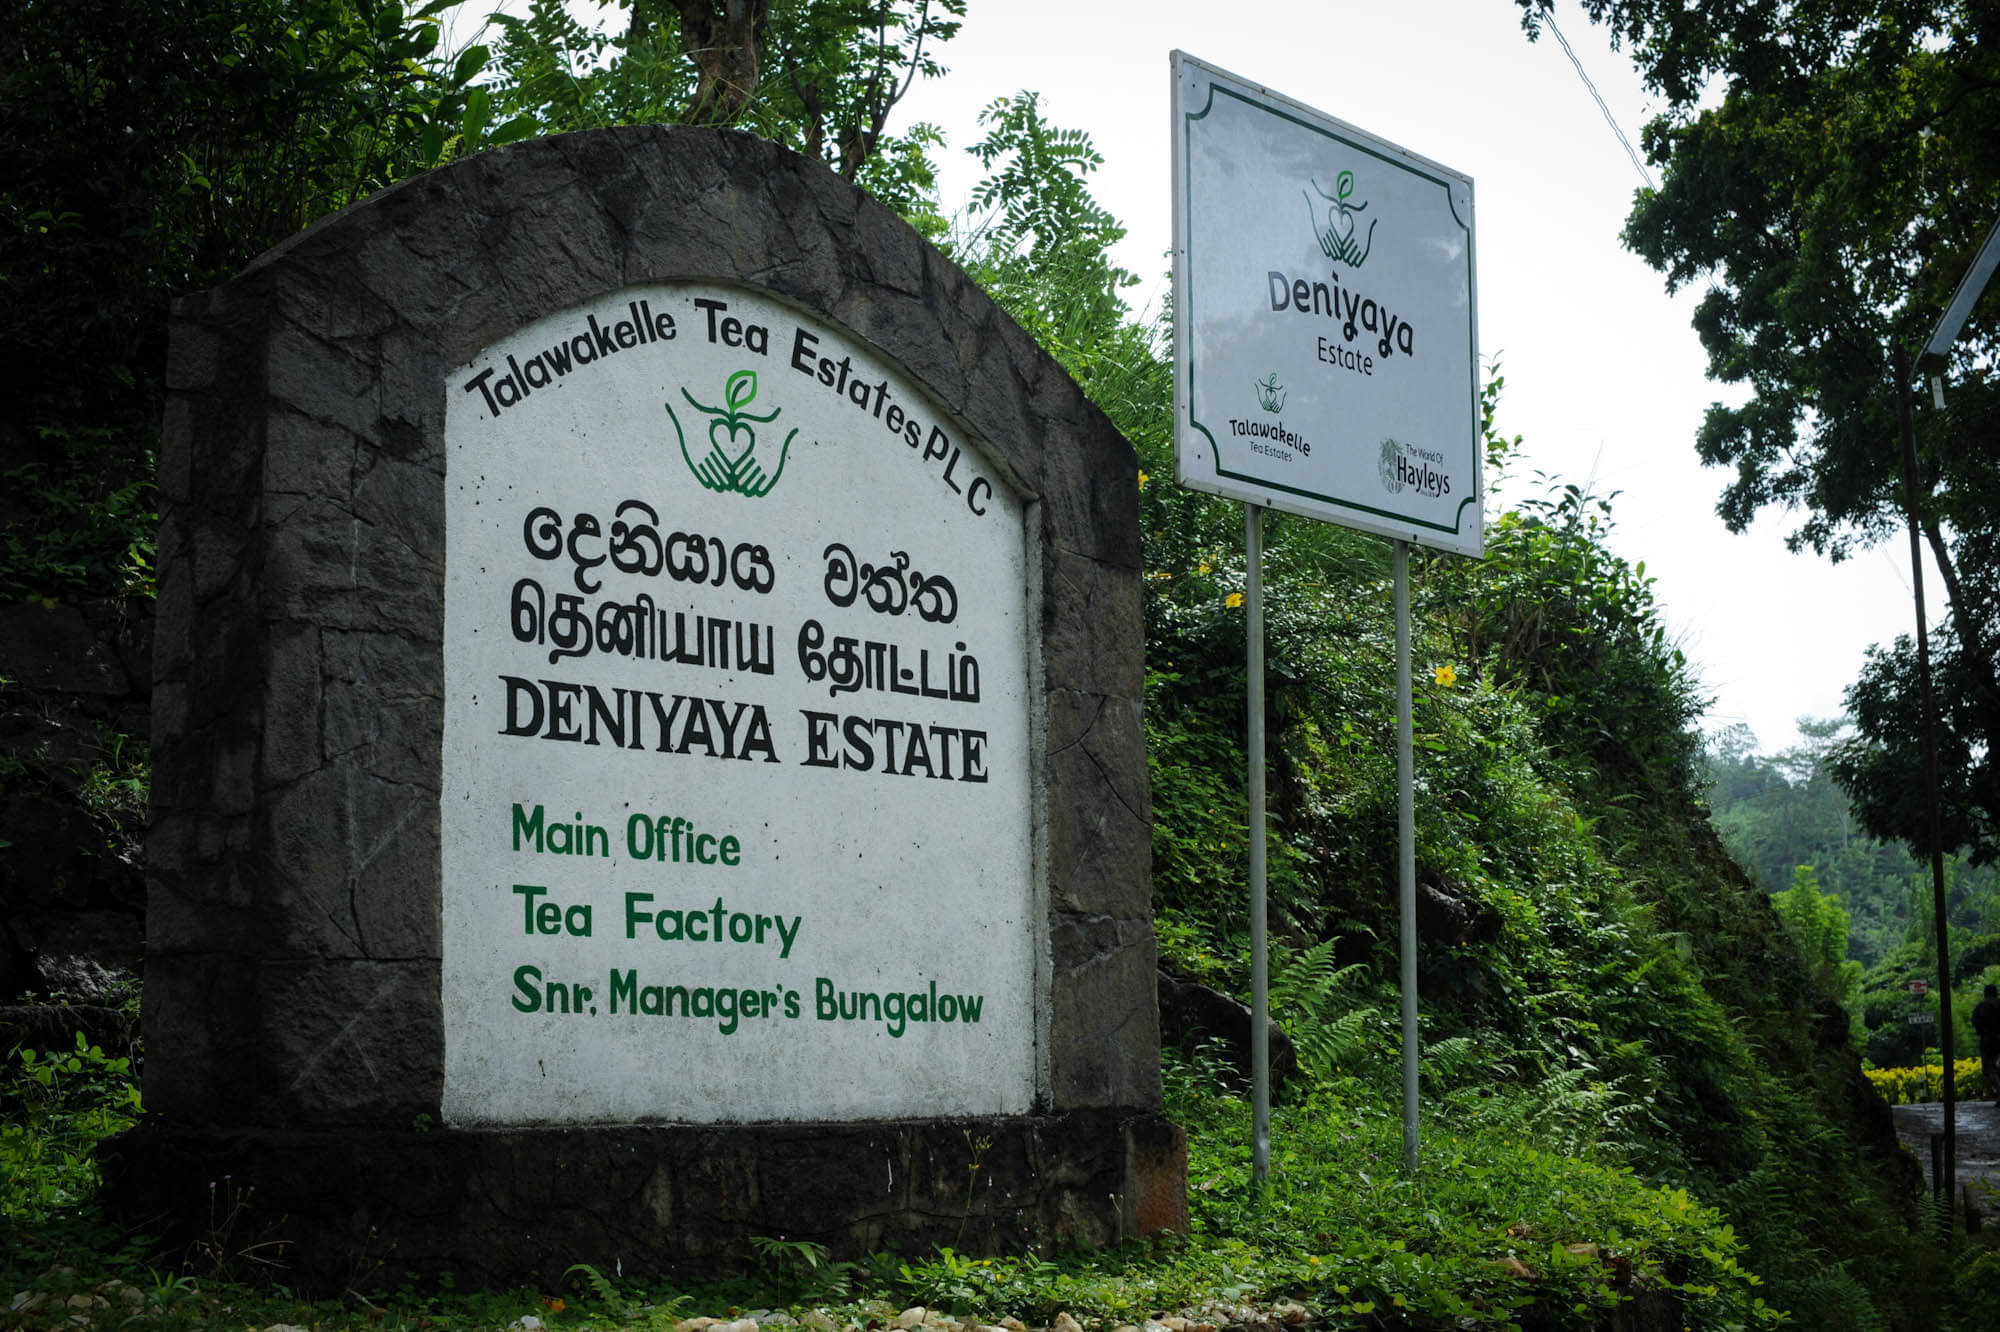 Talawakelle Tea Estates PLC
දෙනියාය වත්ත
தெனியாய தோட்டம்
DENIYAYA ESTATE
Main Office
Tea Factory
Snr. Manager's Bungalow
Deniyaya
Estate
Talawakelle
Tea Estates
The World Of
Hayleys